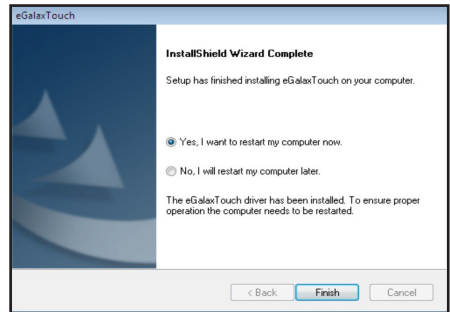 eGalaxTouch
InstallShield Wizard Complete
Setup has finished installing eGalaxTouch on your computer.
Yes, I want to restart my computer now.
No, I will restart my computer later.
The eGalaxTouch driver has been installed. To ensure proper
operation the computer needs to be restarted.
< Back Finish Cancel